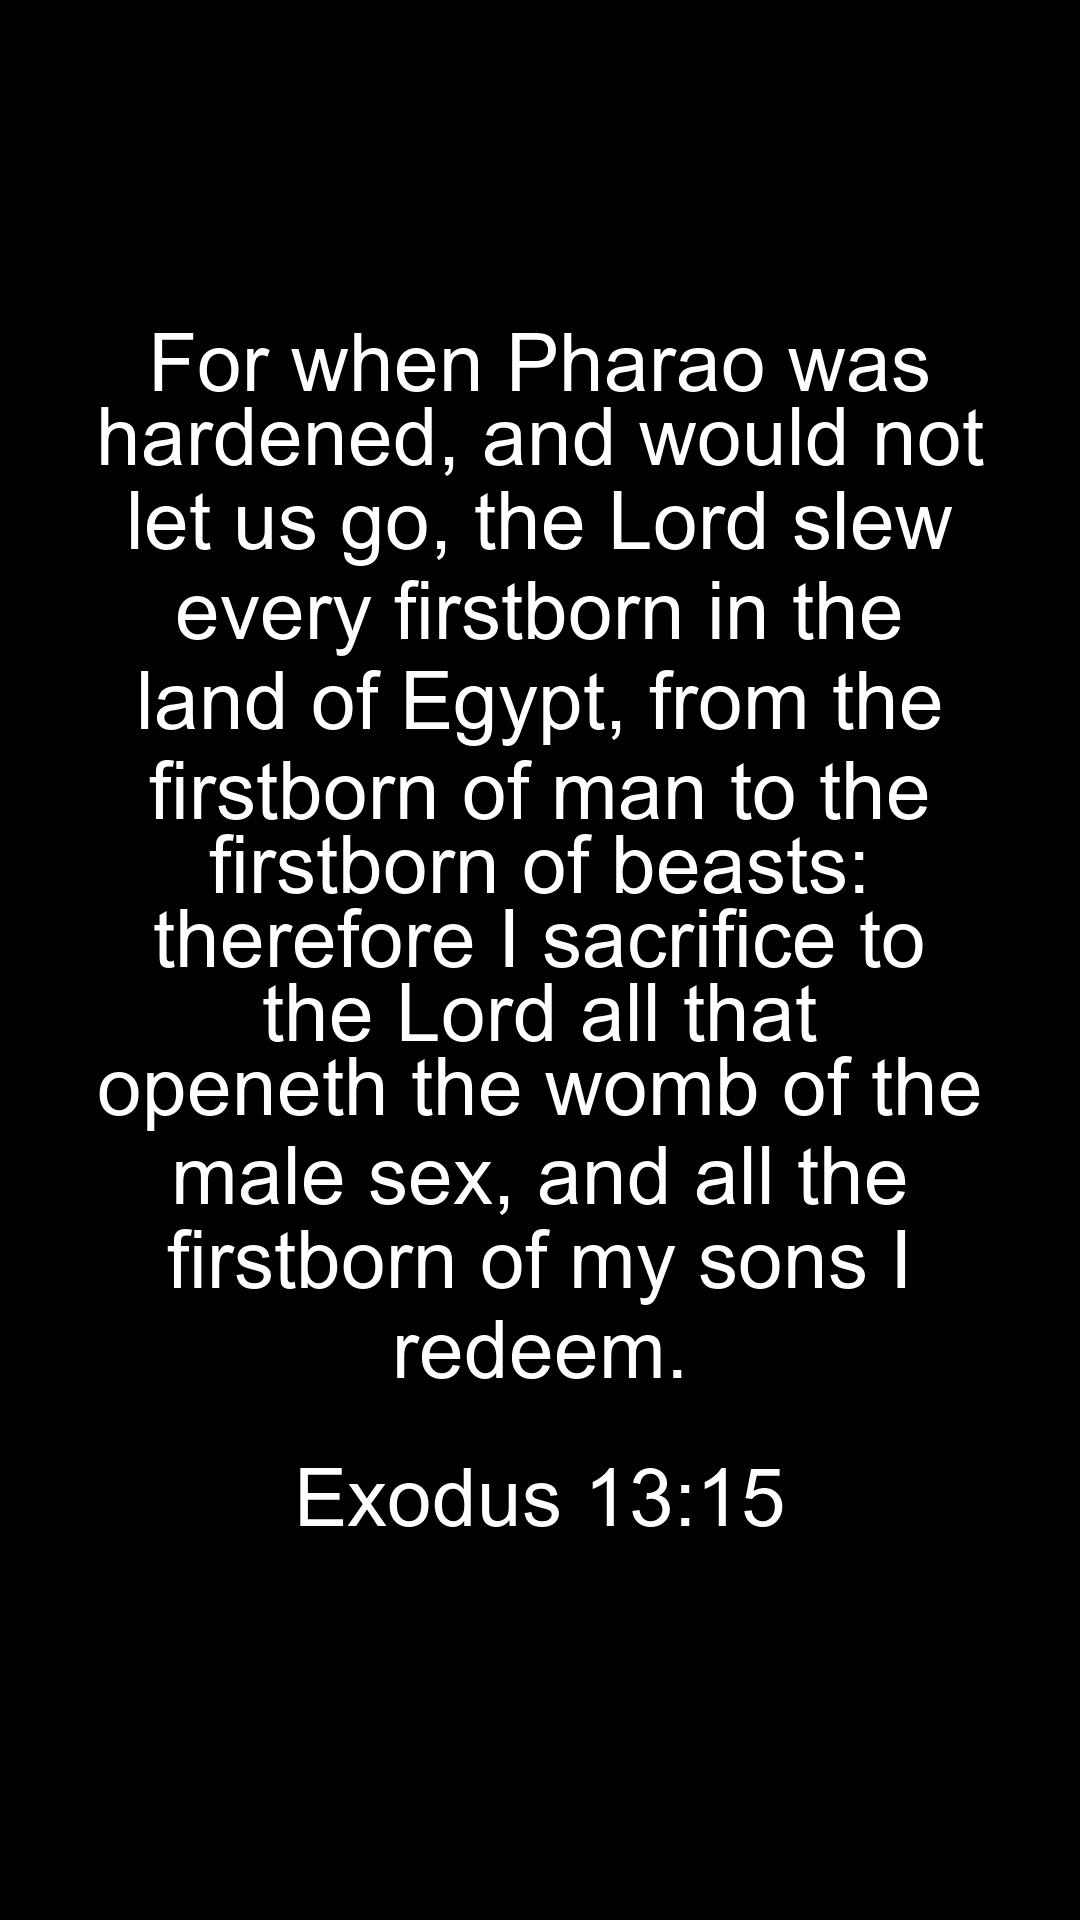 For when Pharao was
hardened, and would not
let us go, the Lord slew
every firstborn in the
land of Egypt, from the
firstborn of man to the
firstborn of beasts:
therefore I sacrifice to
the Lord all that
openeth the womb of the
male sex, and all the
firstborn of my sons I
redeem.
Exodus 13:15